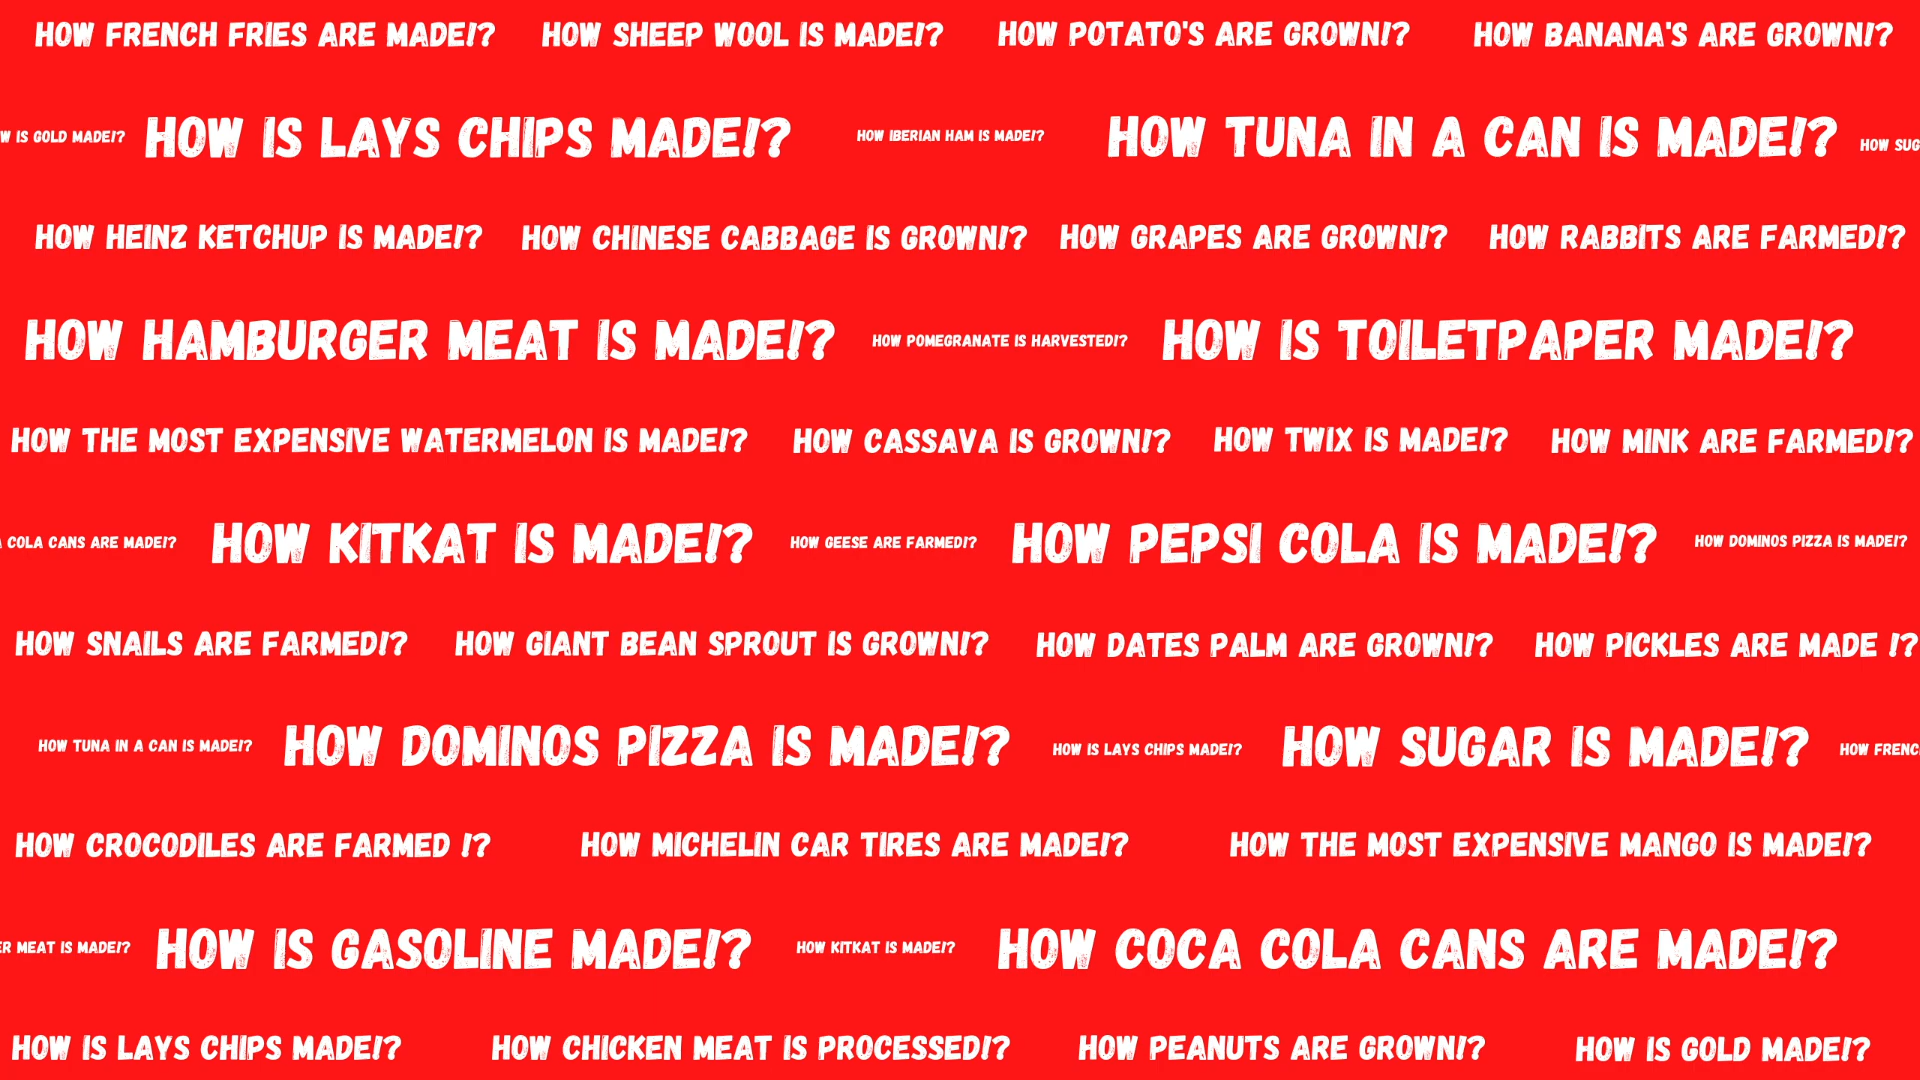 HOW FRENCH FRIES ARE MADE!? HOW SHEEP WOOL IS MADE!? HOW POTATO'S ARE GROWN!? HOW BANANA'S ARE GROWN!?
W IS GOLD MADE!? HOW IS LAYS CHIPS MADE!? HOW IBERIAN HAM IS MADE!? HOW TUNA IN A CAN IS MADE!? HOW SUG
HOW HEINZ KETCHUP IS MADE!? HOW CHINESE CABBAGE IS GROWN!? HOW GRAPES ARE GROWN!? HOW RABBITS ARE FARMED!?
HOW HAMBURGER MEAT IS MADE!? HOW POMEGRANATE IS HARVESTED!? HOW IS TOILETPAPER MADE!?
HOW THE MOST EXPENSIVE WATERMELON IS MADE!? HOW CASSAVA IS GROWN!? HOW TWIX IS MADE!? HOW MINK ARE FARMED!?
A COLA CANS ARE MADE!? HOW KITKAT IS MADE!? HOW GEESE ARE FARMED!? HOW PEPSI COLA IS MADE!? HOW DOMINOS PIZZA IS MADE!?
HOW SNAILS ARE FARMED!? HOW GIANT BEAN SPROUT IS GROWN!? HOW DATES PALM ARE GROWN!? HOW PICKLES ARE MADE !?
HOW TUNA IN A CAN IS MADE!? HOW DOMINOS PIZZA IS MADE!? HOW IS LAYS CHIPS MADE!? HOW SUGAR IS MADE!? HOW FRENC
HOW CROCODILES ARE FARMED !? HOW MICHELIN CAR TIRES ARE MADE!? HOW THE MOST EXPENSIVE MANGO IS MADE!?
ER MEAT IS MADE!? HOW IS GASOLINE MADE!? HOW KITKAT IS MADE!? HOW COCA COLA CANS ARE MADE!?
HOW IS LAYS CHIPS MADE!? HOW CHICKEN MEAT IS PROCESSED!? HOW PEANUTS ARE GROWN!? HOW IS GOLD MADE!?